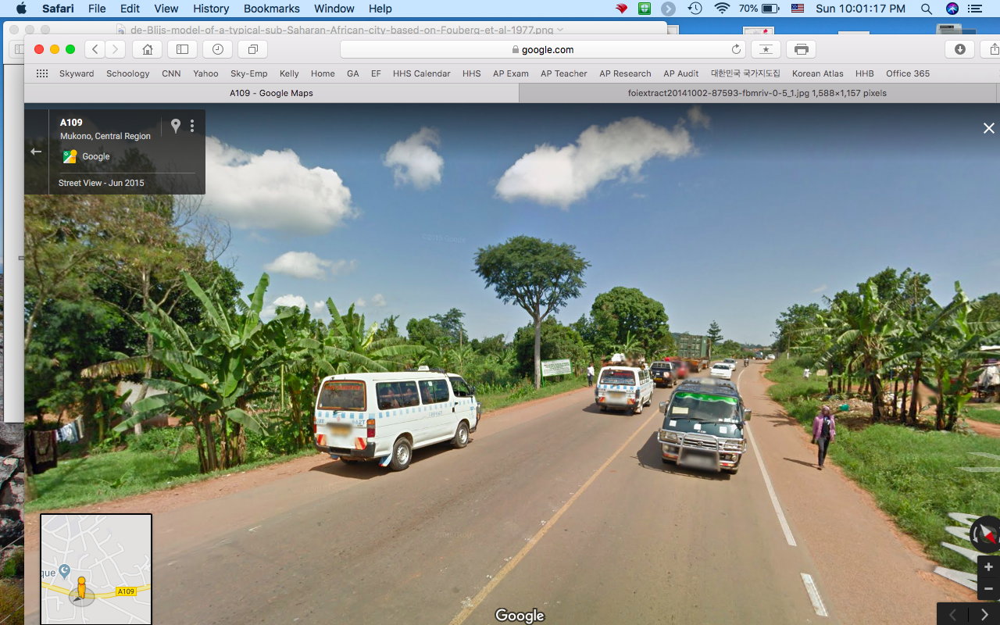 Safari File Edit View History Bookmarks Window Help 70% Sun 10:01:17 PM
de-Blijs-model-of-a-typical-sub-Saharan-African-city-based-on-Fouberg-et-al-1977.png
google.com
Skyward Schoology CNN Yahoo Sky-Emp Kelly Home GA EF HHS Calendar HHS AP Exam AP Teacher AP Research AP Audit 대한민국 국가지도집 Korean Atlas HHB Office 365
A109 - Google Maps foiextract20141002-87593-fbmriv-0-5_1.jpg 1,588×1,157 pixels
A109
Mukono, Central Region
Google
Street View - Jun 2015
que
A109
Google